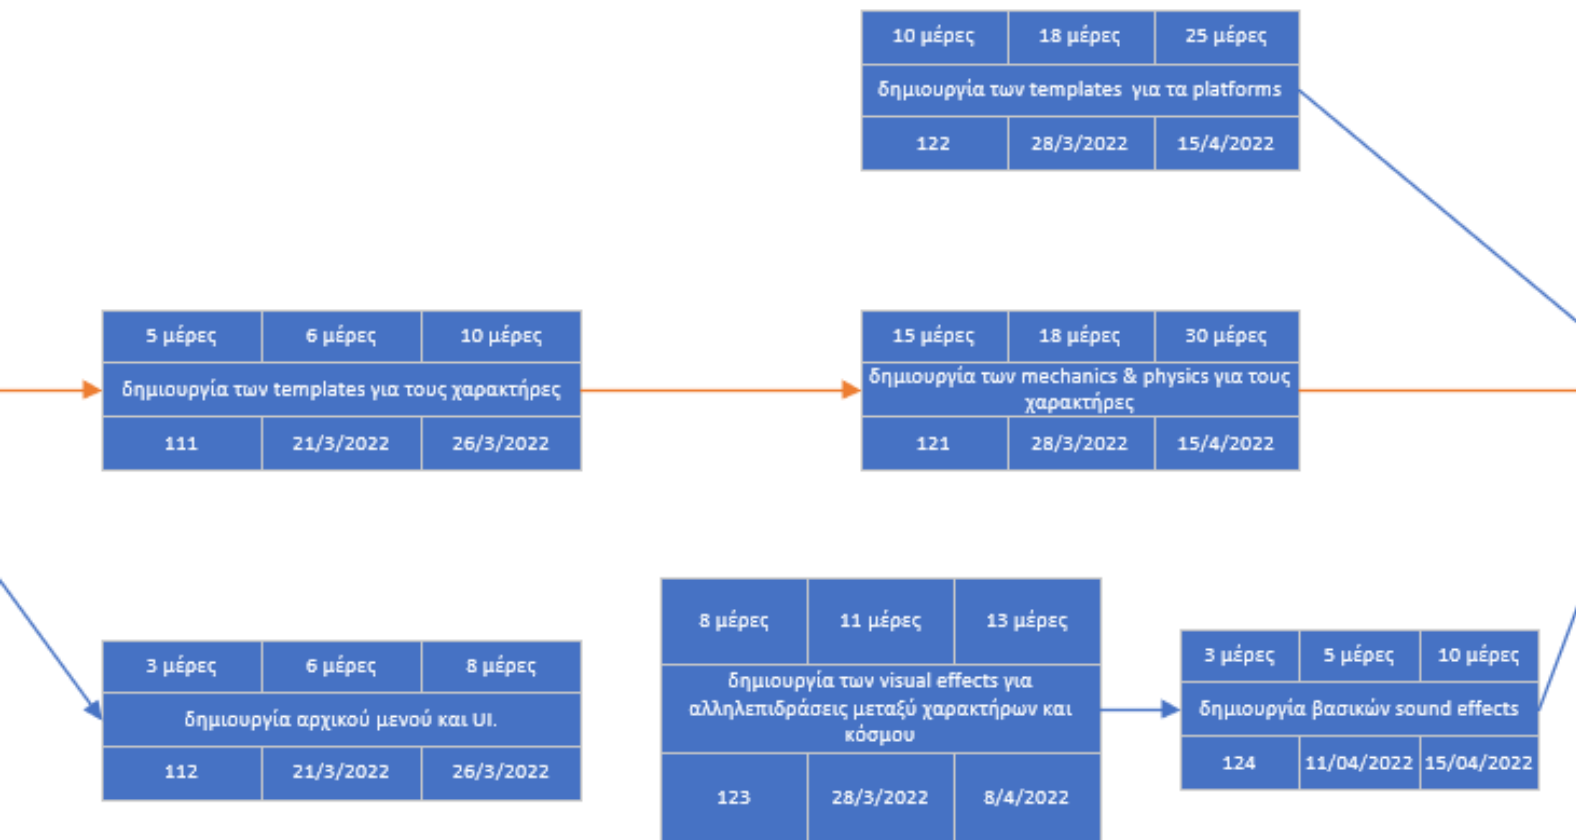 10 μέρες 18 μέρες 25 μέρες
δημιουργία των templates  για τα platforms
122 28/3/2022 15/4/2022
5 μέρες 6 μέρες 10 μέρες
δημιουργία των templates για τους χαρακτήρες
111 21/3/2022 26/3/2022
15 μέρες 18 μέρες 30 μέρες
δημιουργία των mechanics & physics για τους
χαρακτήρες
121 28/3/2022 15/4/2022
3 μέρες 6 μέρες 8 μέρες
δημιουργία αρχικού μενού και UI.
112 21/3/2022 26/3/2022
8 μέρες 11 μέρες 13 μέρες
δημιουργία των visual effects για
αλληλεπιδράσεις μεταξύ χαρακτήρων και
κόσμου
123 28/3/2022 8/4/2022
3 μέρες 5 μέρες 10 μέρες
δημιουργία βασικών sound effects
124 11/04/2022 15/04/2022